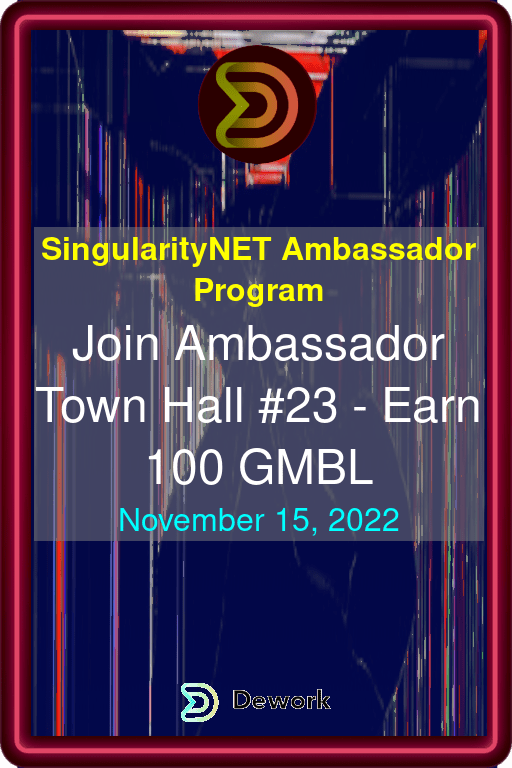 SingularityNET Ambassador
Program
Join Ambassador
Town Hall #23 - Earn
100 GMBL
November 15, 2022
Dework